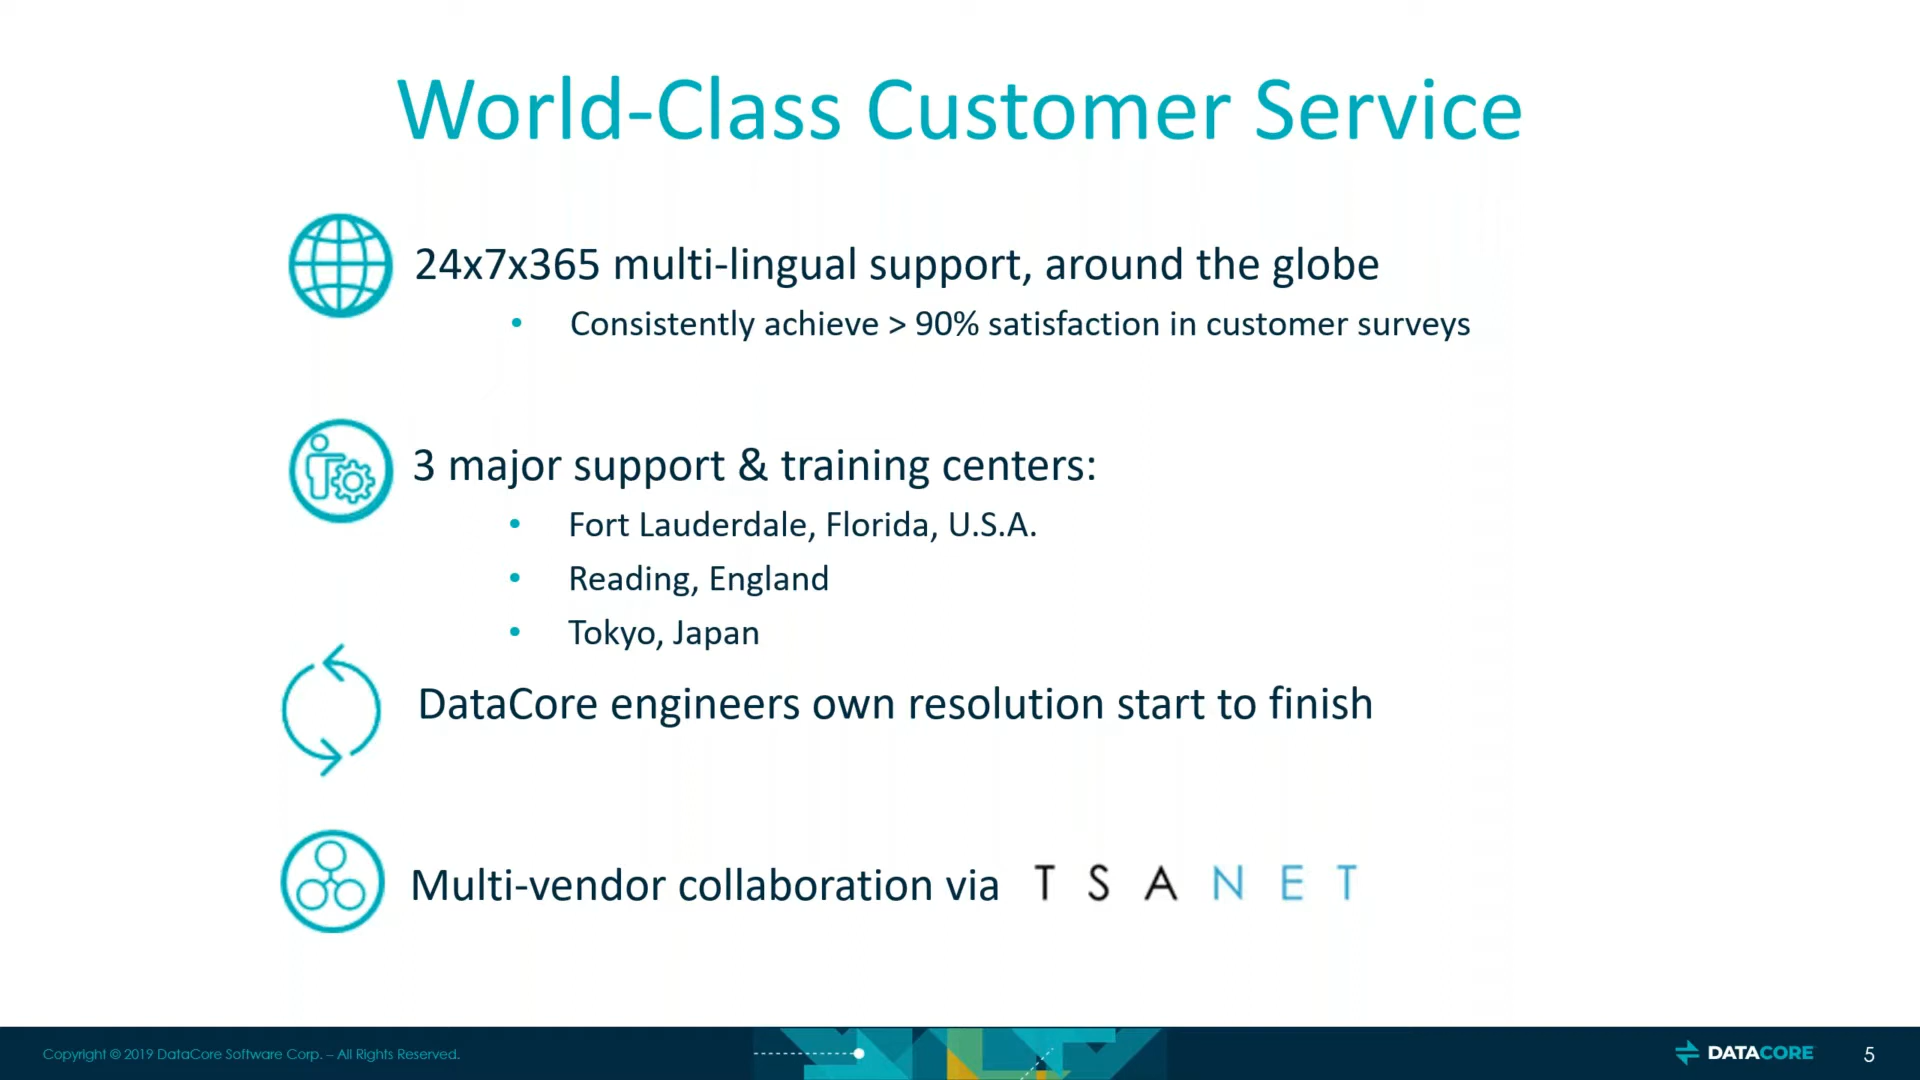 World-Class Customer Service
24x7x365 multi-lingual support, around the globe
• Consistently achieve > 90% satisfaction in customer surveys
3 major support & training centers:
• Fort Lauderdale, Florida, U.S.A.
• Reading, England
• Tokyo, Japan
DataCore engineers own resolution start to finish
Multi-vendor collaboration via TSANET
Copyright © 2019 DataCore Software Corp. – All Rights Reserved.
DATACORE
5